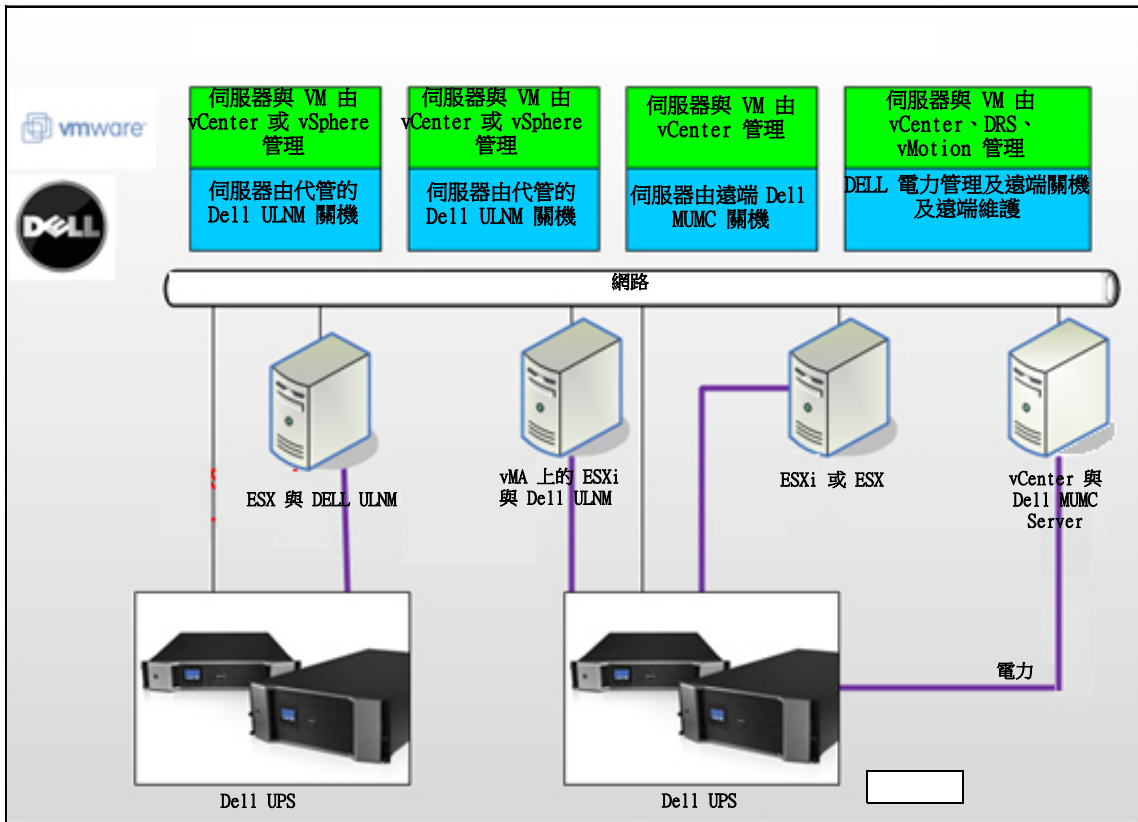 伺服器與 VM 由
vCenter 或 vSphere
管理
伺服器與 VM 由
vCenter 或 vSphere
管理
伺服器與 VM 由
vCenter 管理
伺服器與 VM 由
vCenter、DRS、
vMotion 管理
vmware
伺服器由代管的
Dell ULNM 關機
伺服器由代管的
Dell ULNM 關機
伺服器由遠端 Dell
MUMC 關機
DELL 電力管理及遠端關機
及遠端維護
DELL
網路
ESX 與 DELL ULNM
vMA 上的 ESXi
與 Dell ULNM
ESXi 或 ESX
vCenter 與
Dell MUMC
Server
電力
Dell UPS
Dell UPS